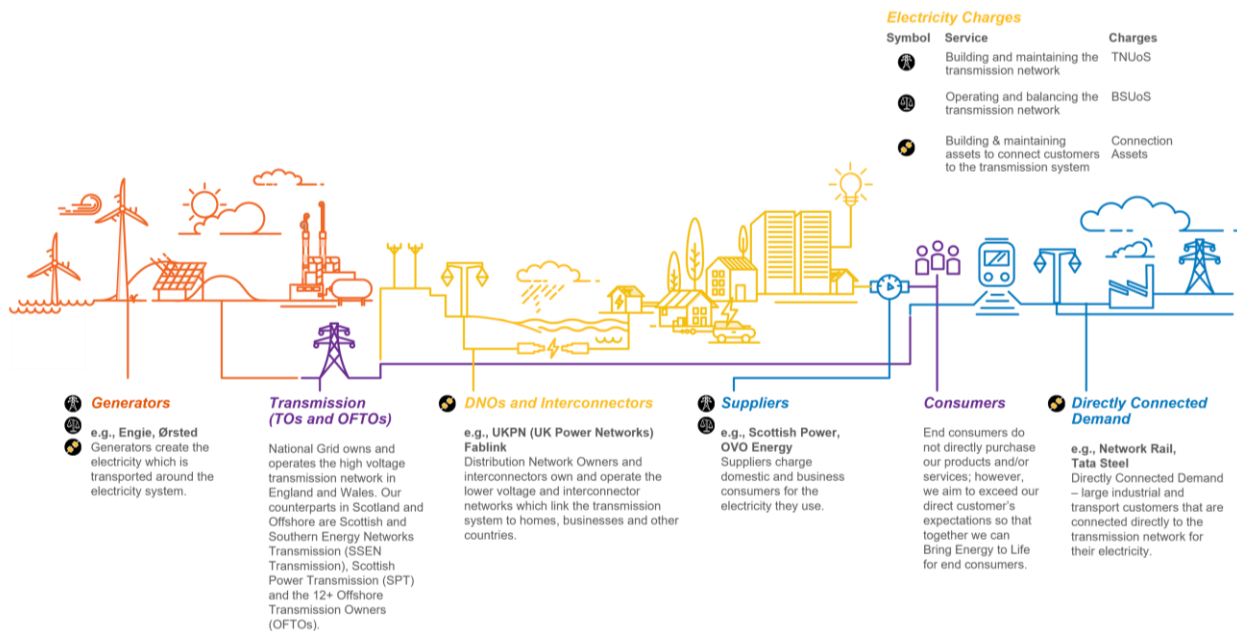 Electricity Charges
Symbol Service Charges
Building and maintaining the TNUoS
transmission network
Operating and balancing the BSUoS
transmission network
Building & maintaining Connection
assets to connect customers Assets
to the transmission system
Generators
e.g., Engie, Ørsted
Generators create the
electricity which is
transported around the
electricity system.
Transmission
(TOs and OFTOs)
National Grid owns and
operates the high voltage
transmission network in
England and Wales. Our
counterparts in Scotland and
Offshore are Scottish and
Southern Energy Networks
Transmission (SSEN
Transmission), Scottish
Power Transmission (SPT)
and the 12+ Offshore
Transmission Owners
(OFTOs).
DNOs and Interconnectors
e.g., UKPN (UK Power Networks)
Fablink
Distribution Network Owners and
interconnectors own and operate the
lower voltage and interconnector
networks which link the transmission
system to homes, businesses and other
countries.
Suppliers
e.g., Scottish Power,
OVO Energy
Suppliers charge
domestic and business
consumers for the
electricity they use.
Consumers
End consumers do
not directly purchase
our products and/or
services; however,
we aim to exceed our
direct customer's
expectations so that
together we can
Bring Energy to Life
for end consumers.
Directly Connected
Demand
e.g., Network Rail,
Tata Steel
Directly Connected Demand
– large industrial and
transport customers that are
connected directly to the
transmission network for
their electricity.